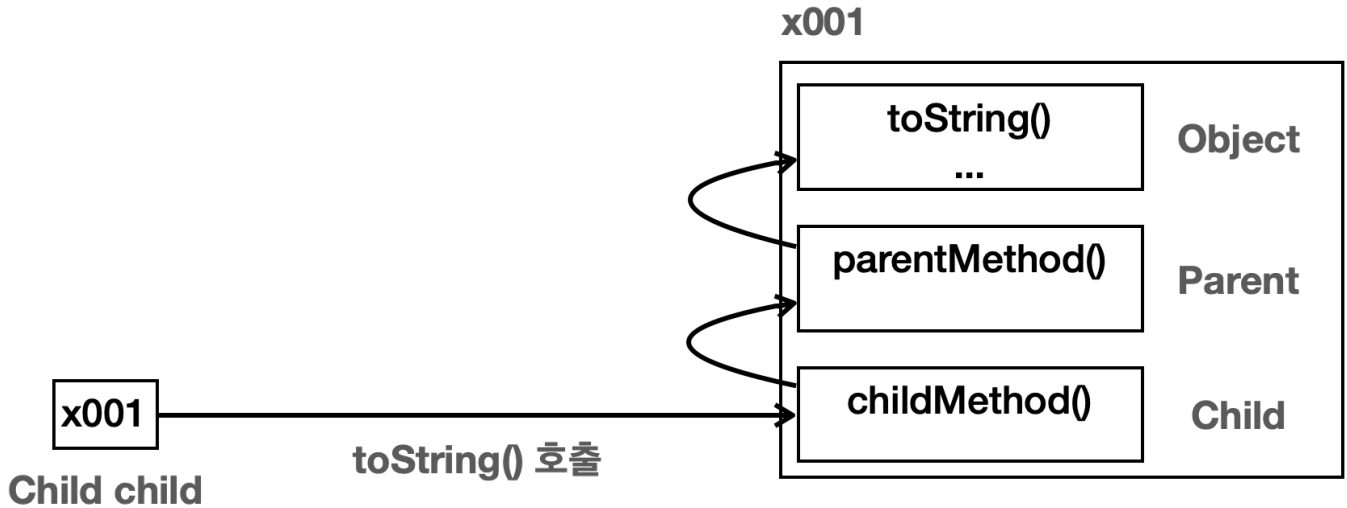 x001
toString()
...
Object
parentMethod()
Parent
childMethod()
Child
x001
toString() 호출
Child child